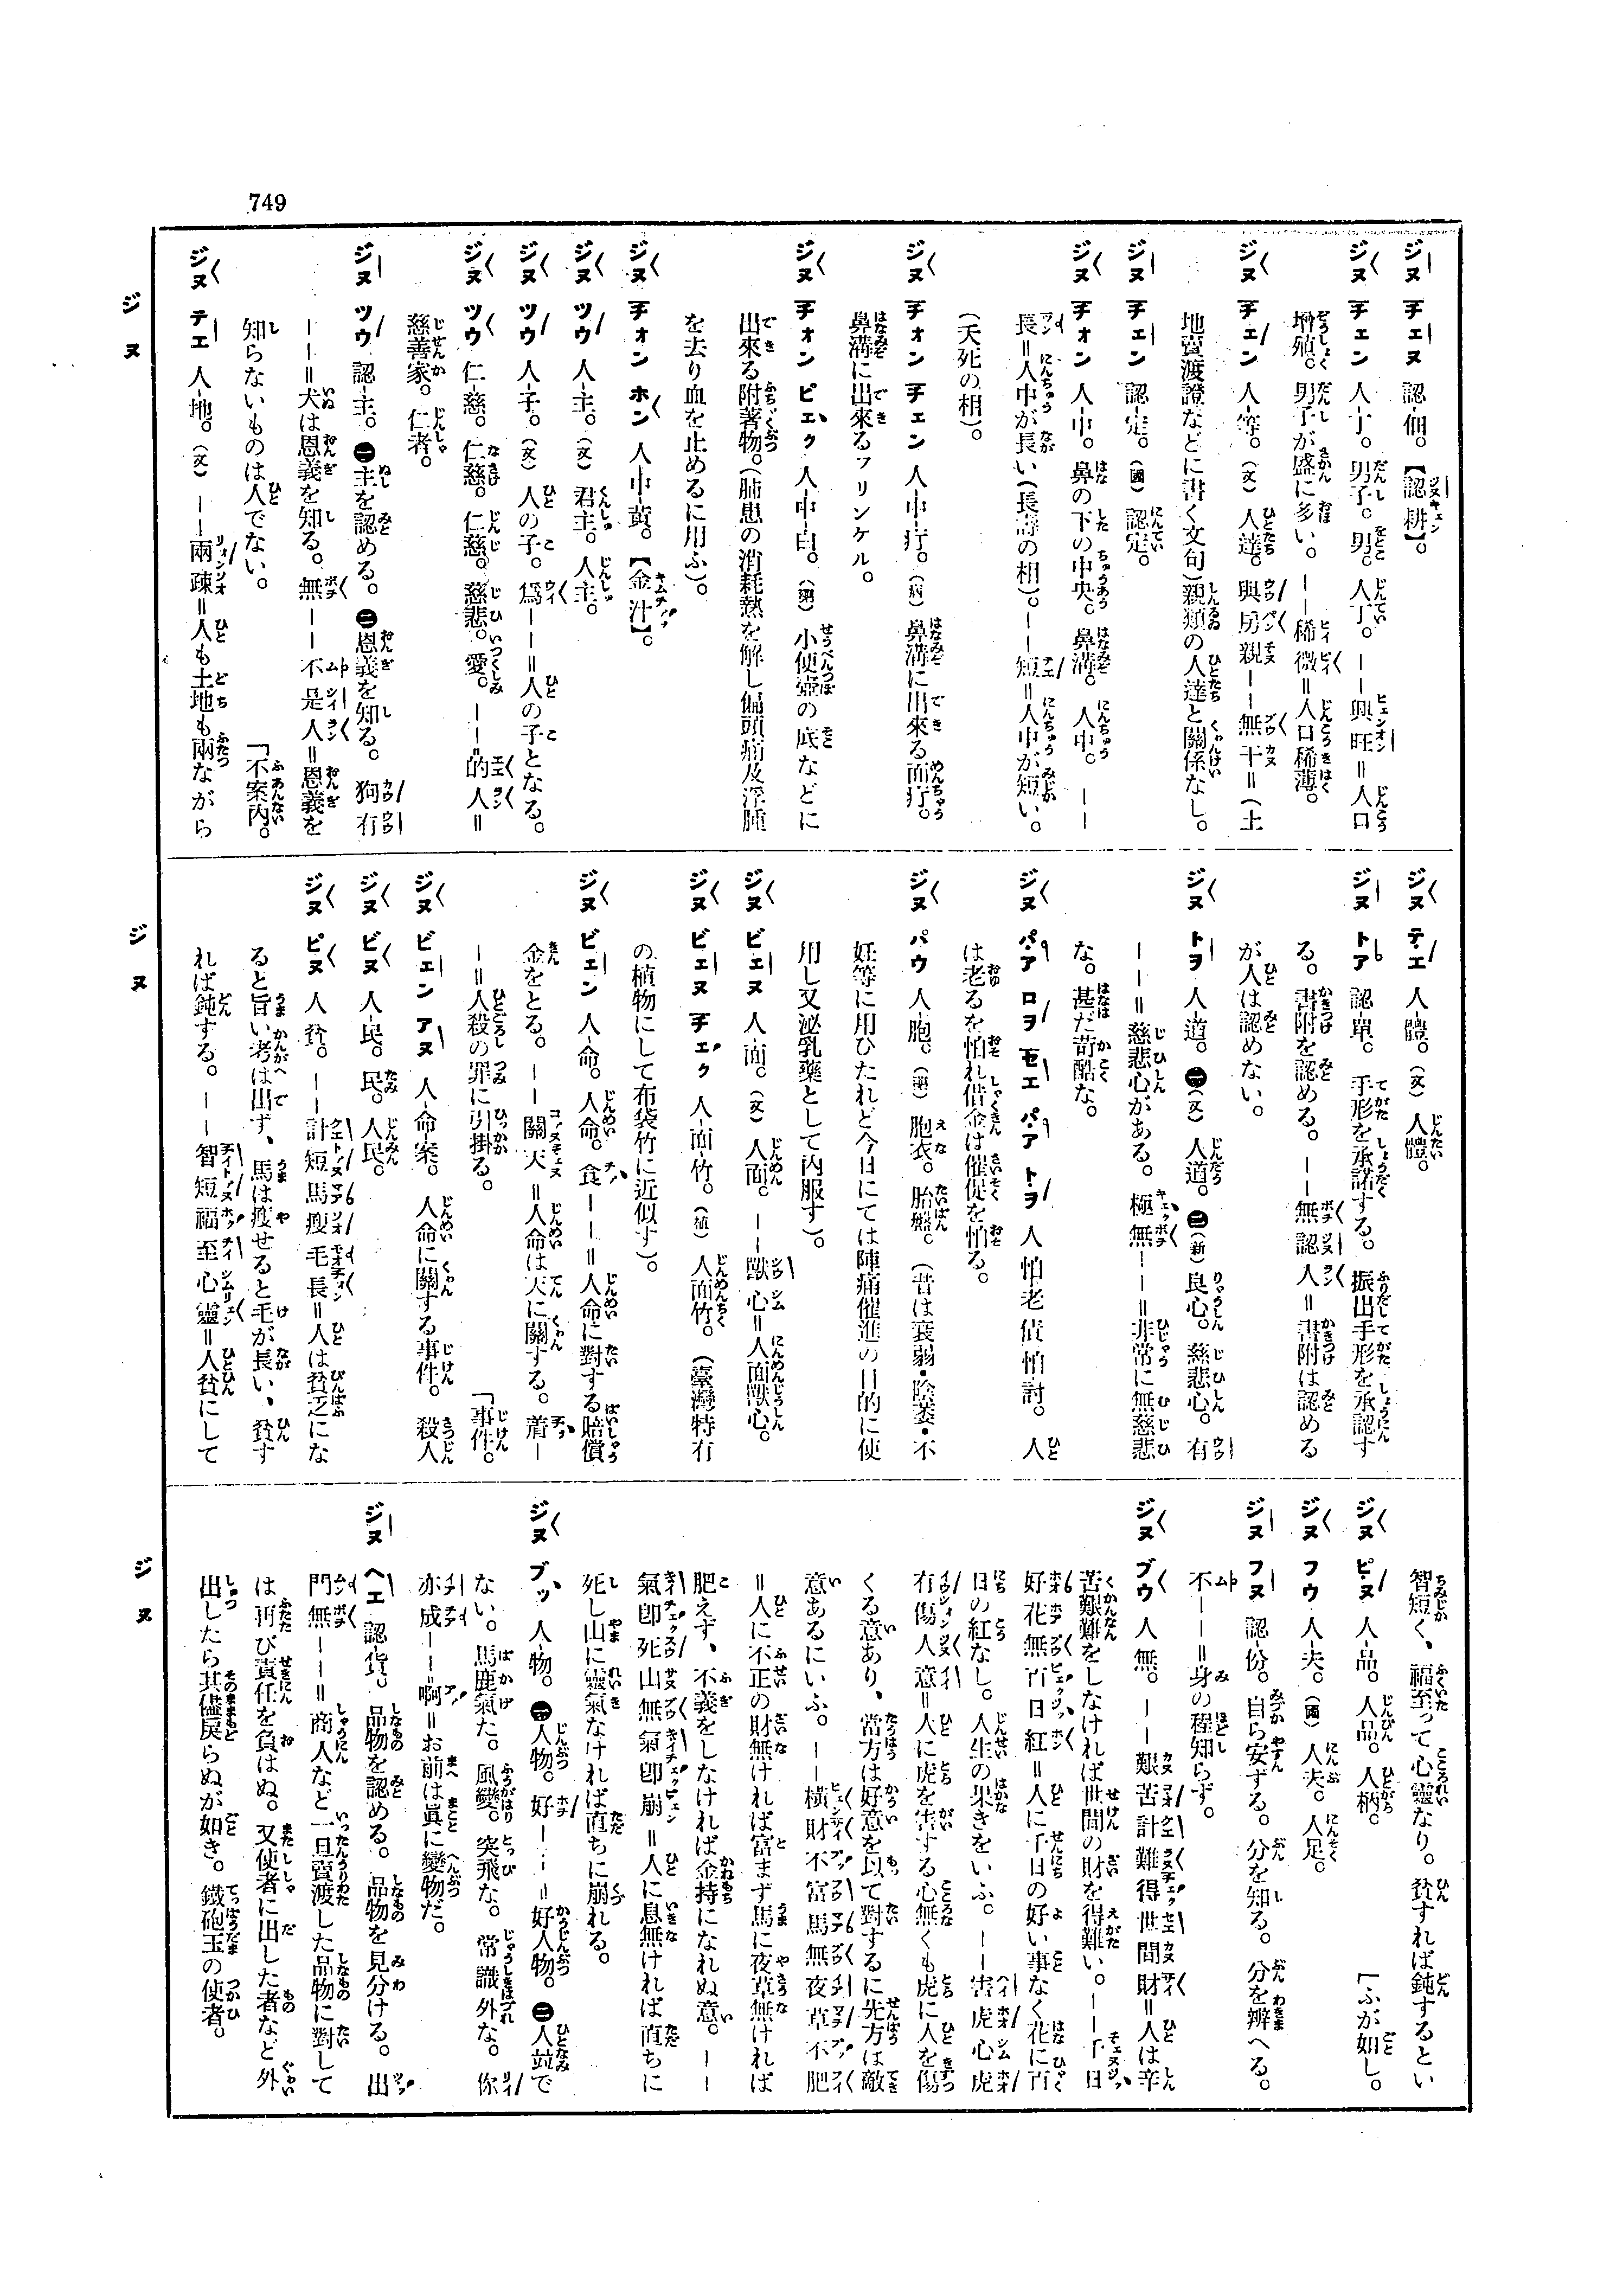 749
ジヌ チェヌ 認-佃。【認耕】。
ジヌ チェン 人-丁。男子。男。人丁。――興旺=人口
增殖。男子が盛に多い。――稀微=人口稀薄。
ジヌ チェン 人-等。(文) 人達。與房親――無干=(土
地賣渡證などに書く文句)親類の人達と關係なし。
ジヌ チェン 認-定。(國) 認定。
ジヌ チォン 人-中。鼻の下の中央。鼻溝。人中。――
長=人中が長い(長壽の相)。――短=人中が短い。
(夭死の相)。
ジヌ チォン チェン 人-中-疔。(病) 鼻溝に出來る面疔。
鼻溝に出來るフリンケル。
ジヌ チォン ピェク 人-中-白。(藥) 小便壺の底などに
出來る附著物。(肺患の消耗熱を解し偏頭痛及浮腫
を去り血を止めるに用ふ)。
ジヌ チォン ホン 人-中-黃。【金汁】。
ジヌ ツウ 人-主。(文) 君主。人主。
ジヌ ツウ 人-子。(文) 人の子。爲――=人の子となる。
ジヌ ツウ 仁-慈。仁慈。仁慈。慈悲。愛。――的人=
慈善家。仁者。
ジヌ ツウ 認-主。㊀主を認める。㊁恩義を知る。狗有
――=犬は恩義を知る。無――不是人=恩義を
知らないものは人でない。「不案內。
ジヌ テエ 人-地。(文) ――兩疎=人も土地も兩ながら
ジヌ テエ 人-體。(文) 人體。
ジヌ トア 認-單。手形を承諾する。振出手形を承認す
る。書附を認める。――無認人=書附は認める
が人は認めない。
ジヌ トヲ 人-道。㊀(文) 人道。㊁(新) 良心。慈悲心。有
――=慈悲心がある。極無――=非常に無慈悲
な。甚だ苛酷な。
ジヌ パア ロヲ モエ パア トヲ 人怕老債怕討。人
は老るを怕れ借金は催促を怕る。
ジヌ パウ 人-胞。(藥) 胞衣。胎盤。(昔は衰弱・陰萎・不
妊等に用ひたれど今日にては陣痛催進の目的に使
用し又泌乳藥として內服す)。
ジヌ ビェヌ 人-面。(文) 人面。――獸心=人面獸心。
ジヌ ビェヌ チェク 人-面-竹。(植) 人面竹。(臺灣特有
の植物にして布袋竹に近似す)。
ジヌ ビェン 人-命。人命。食――=人命に對する賠償
金をとる。――關天=人命は天に關する。着―
―=人殺の罪に引掛る。
ジヌ ビェン アヌ 人-命-案。人命に關する事件。殺人
「事件。
ジヌ ビヌ 人-民。民。人民。
ジヌ ピヌ 人貧。――計短馬瘦毛長=人は貧乏にな
ると旨い考は出ず、馬は瘦せると毛が長い、貧す
れば鈍する。――智短福至心靈=人貧にして
智短く、福至って心靈なり。貧すれば鈍するとい
「ふが如し。
ジヌ ピヌ 人-品。人品。人柄。
ジヌ フウ 人-夫。(國) 人夫。人足。
ジヌ フヌ 認-份。自ら安ずる。分を知る。分を辨へる。
不――=身の程知らず。
ジヌ ブウ 人無。――艱苦計難得世間財=人は辛
苦艱難をしなければ世間の財を得難い。――千日
好花無百日紅=人に千日の好い事なく花に百
日の紅なし。人生の果きをいふ。――害虎心虎
有傷人意=人に虎を害する心無くも虎に人を傷
くる意あり、當方は好意を以て對するに先方は敵
意あるにいふ。――橫財不富馬無夜草不肥
=人に不正の財無ければ富まず馬に夜草無ければ
肥えず、不義をしなければ金持になれぬ意。――
氣卽死山無氣卽崩=人に息無ければ直ちに
死し山に靈氣なければ直ちに崩れる。
ジヌ ブッ 人-物。㊀人物。好――=好人物。㊁人並で
ない。馬鹿氣た。風變。突飛な。常識外な。你
亦成――啊=お前は眞に變物だ。
ジヌ ヘエ 認-貨。品物を認める。品物を見分ける。出
門無――=商人など一旦賣渡した品物に對して
は再び責任を負はぬ。又使者に出した者など外
出したら其儘戾らぬが如き。鐵砲玉の使者。
ジヌ
ジヌ
ジヌ